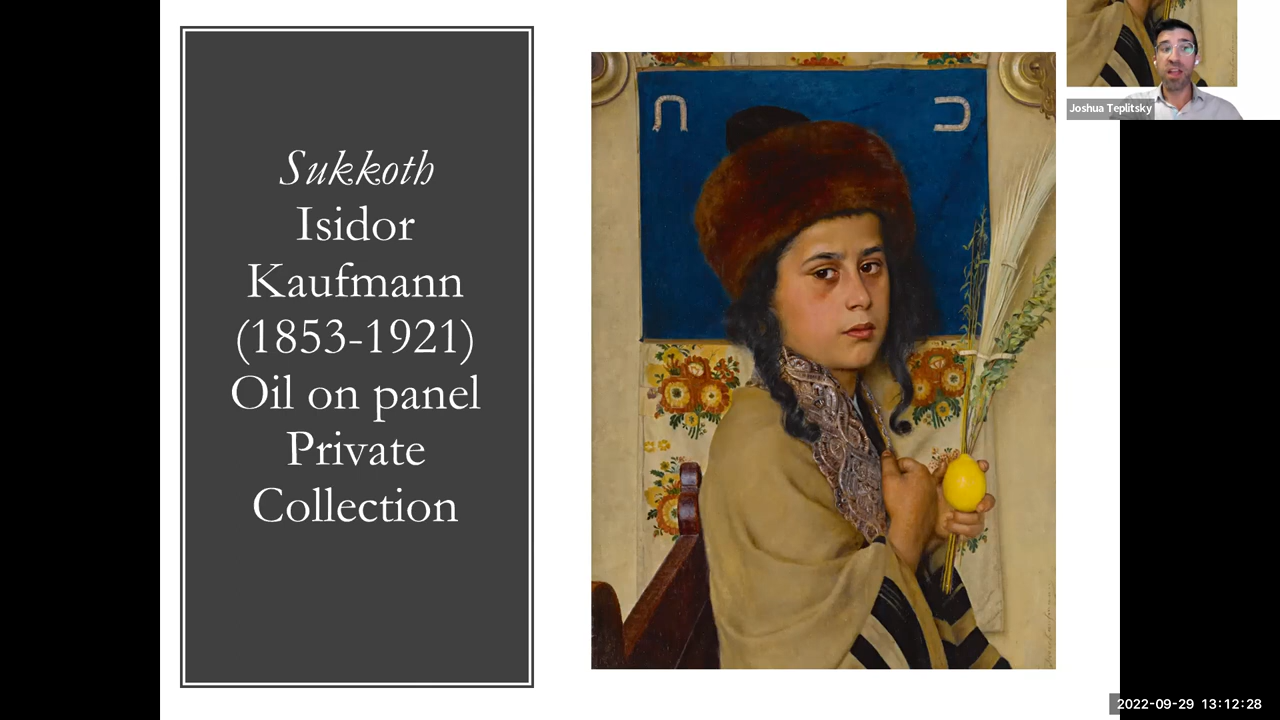 Sukkoth
Isidor
Kaufmann
(1853-1921)
Oil on panel
Private
Collection
כ ת
Joshua Teplitsky
2022-09-29 13:12:28